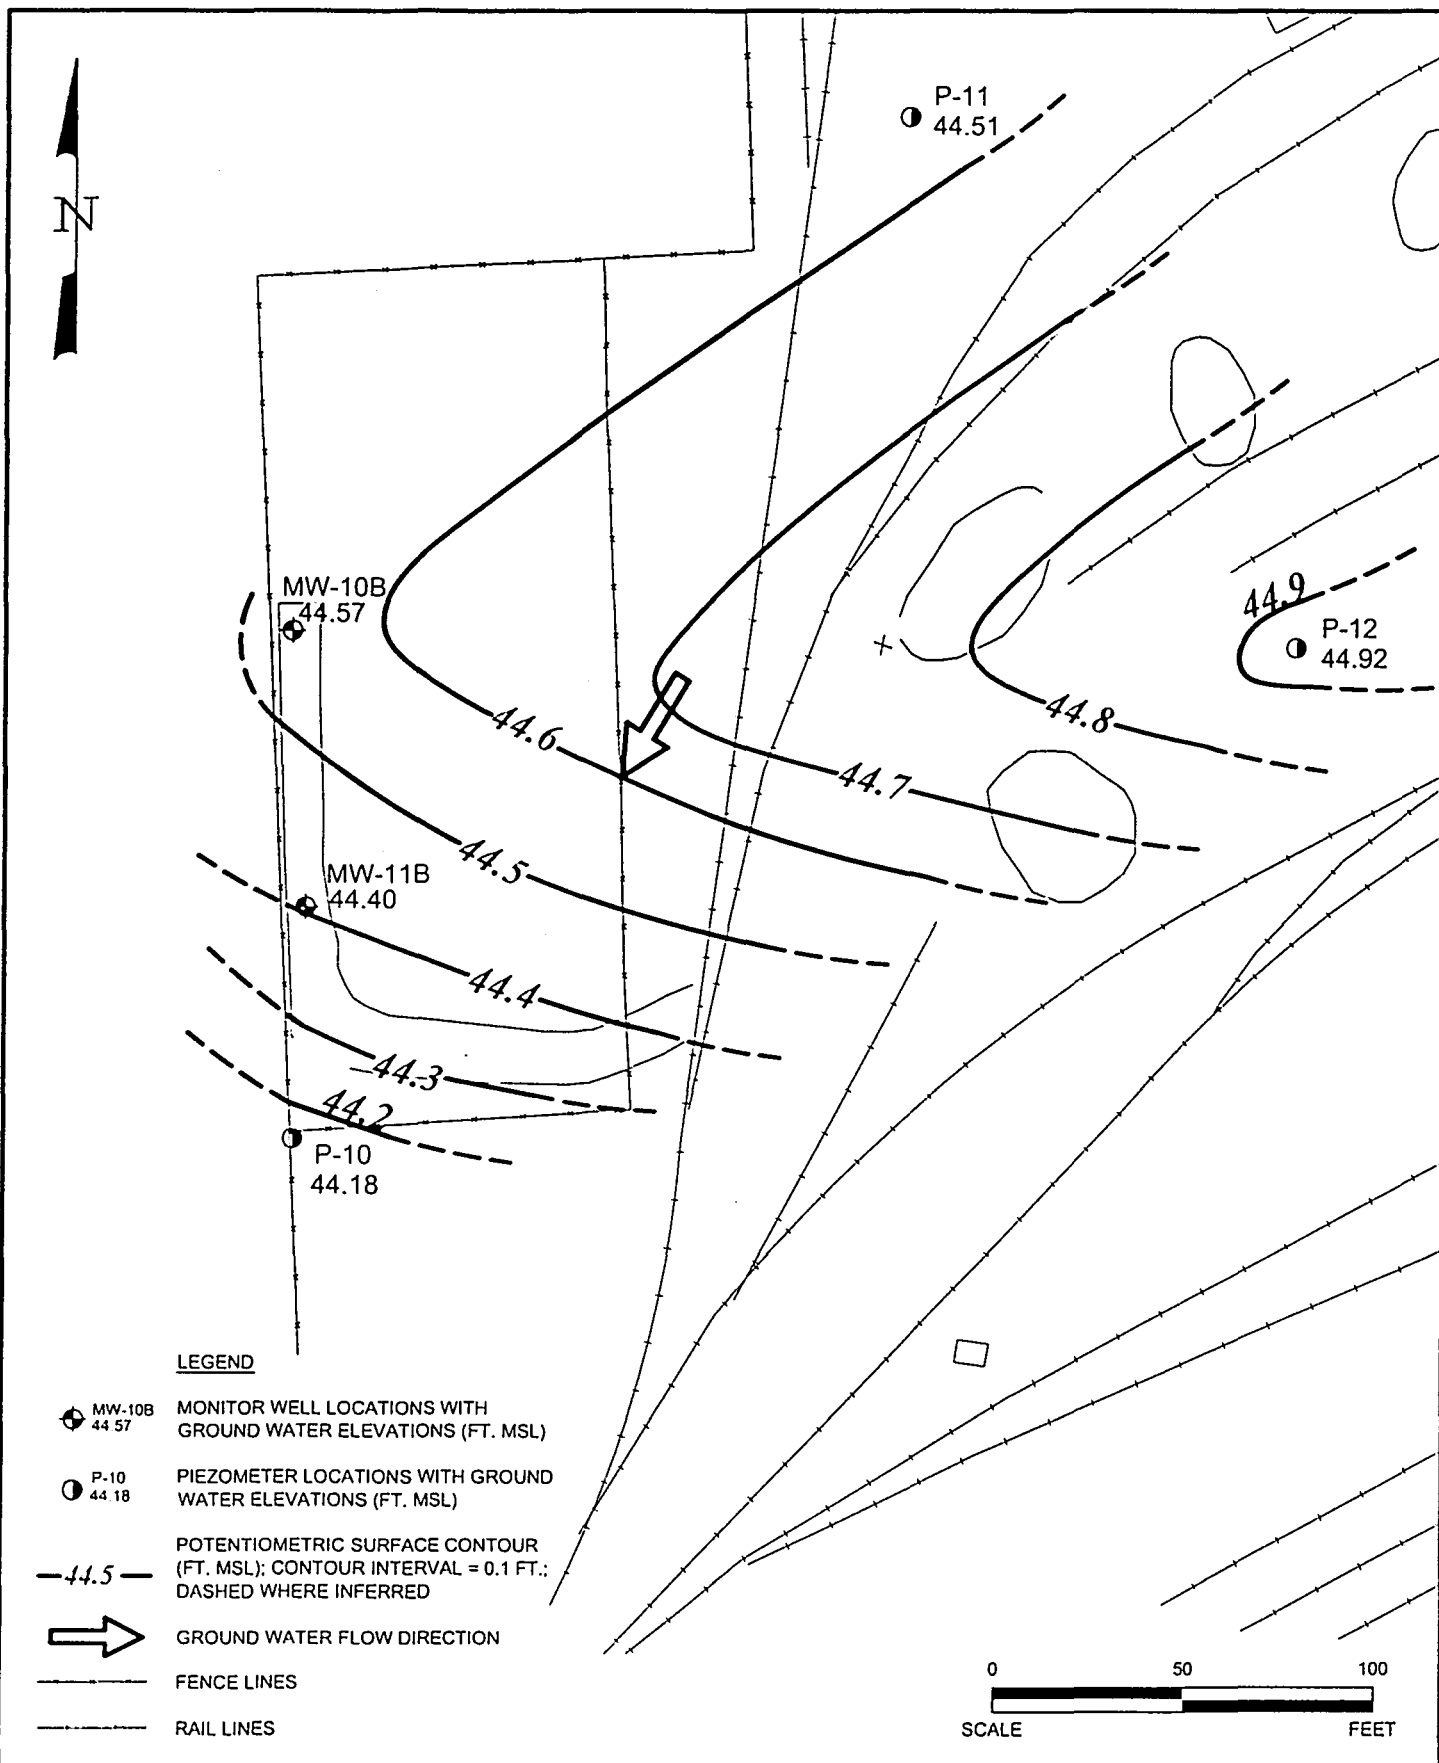 P-11
44.51
N
MW-10B
44.57
44.9
P-12
44.92
44.6
44.8
44.7
44.5
MW-11B
44.40
44.4
44.3
44.2
P-10
44.18
LEGEND
MW-10B
44.57
MONITOR WELL LOCATIONS WITH
GROUND WATER ELEVATIONS (FT. MSL)
P-10
44.18
PIEZOMETER LOCATIONS WITH GROUND
WATER ELEVATIONS (FT. MSL)
44.5
POTENTIOMETRIC SURFACE CONTOUR
(FT. MSL); CONTOUR INTERVAL = 0.1 FT.;
DASHED WHERE INFERRED
GROUND WATER FLOW DIRECTION
FENCE LINES
RAIL LINES
0 50 100
SCALE FEET